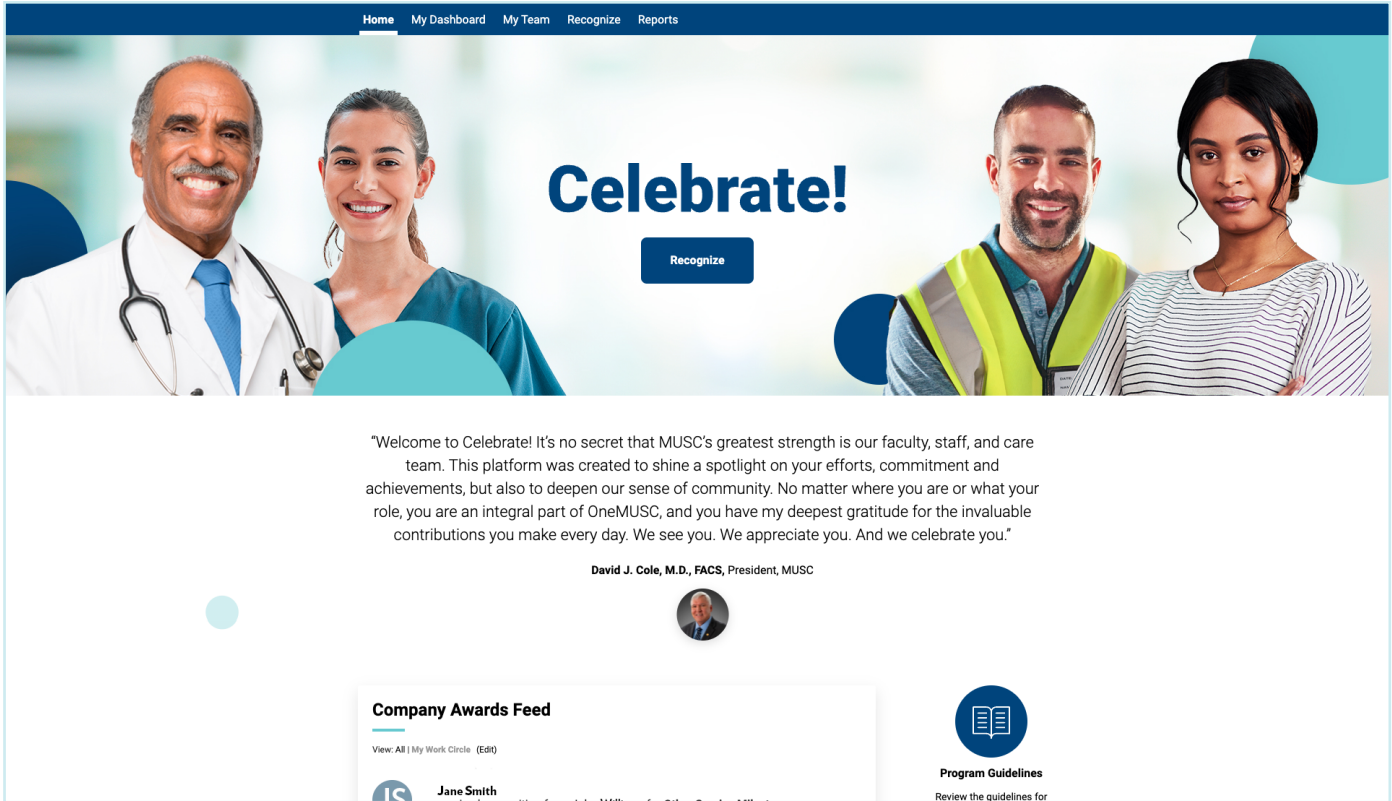 Home My Dashboard My Team Recognize Reports
Celebrate!
Recognize
“Welcome to Celebrate! It’s no secret that MUSC’s greatest strength is our faculty, staff, and care
team. This platform was created to shine a spotlight on your efforts, commitment and
achievements, but also to deepen our sense of community. No matter where you are or what your
role, you are an integral part of OneMUSC, and you have my deepest gratitude for the invaluable
contributions you make every day. We see you. We appreciate you. And we celebrate you.”
David J. Cole, M.D., FACS, President, MUSC
Company Awards Feed
View: All | My Work Circle (Edit)
JS
Jane Smith
Program Guidelines
Review the guidelines for